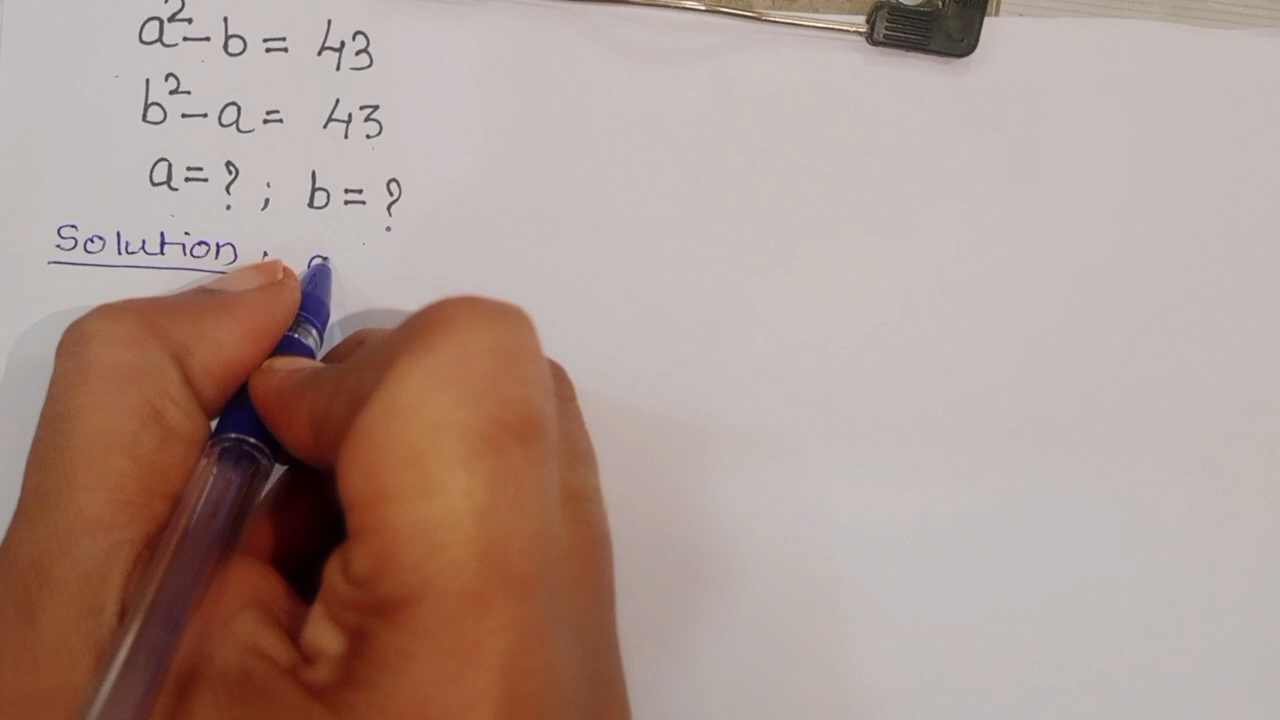 a²-b = 43
b²-a = 43
a=? ; b=?
Solution :